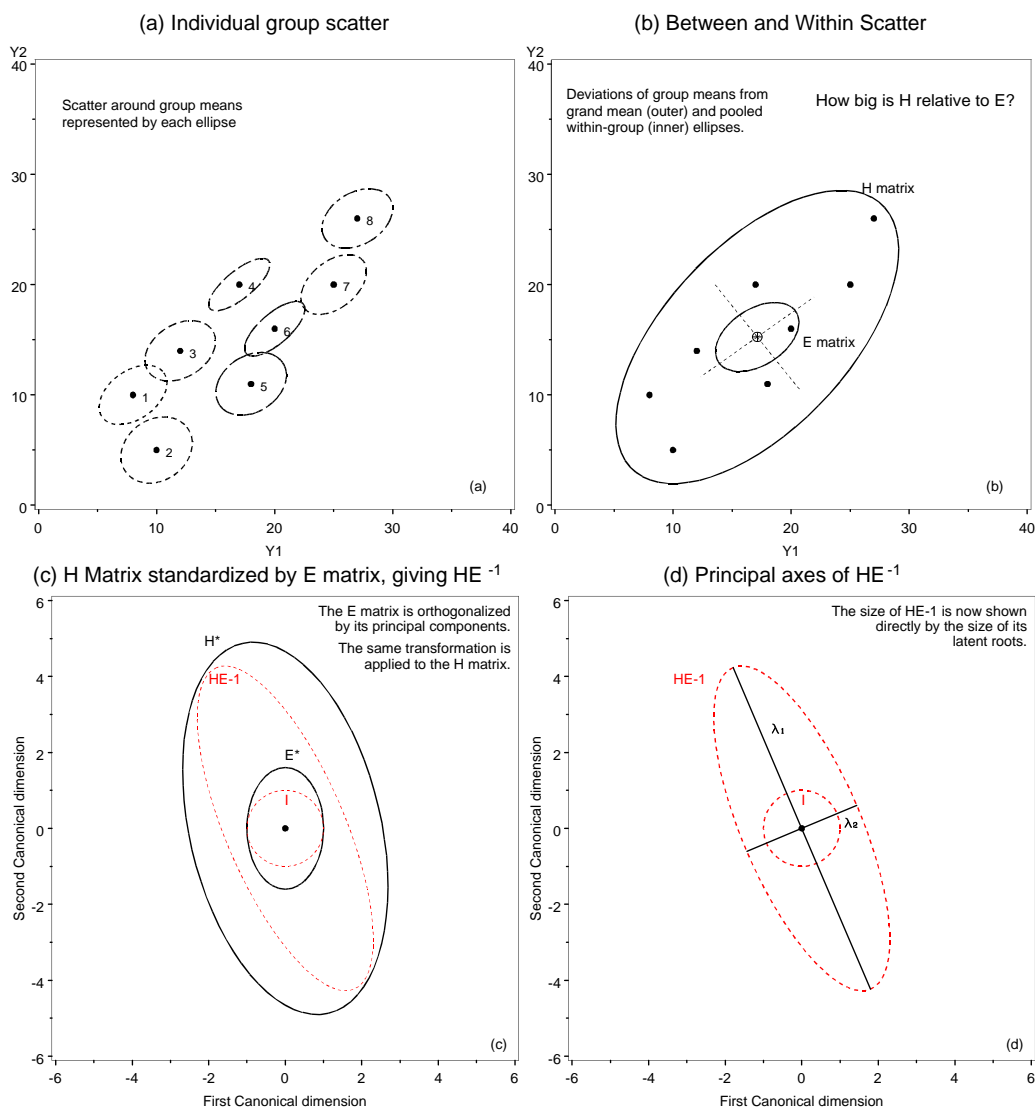 (a) Individual group scatter
Y2
40
30
20
10
0
Scatter around group means
represented by each ellipse
8
7
4
6
3
5
1
2
(a)
0
10
20
30
40
Y1
(b) Between and Within Scatter
Y2
40
30
20
10
0
Deviations of group means from
grand mean (outer) and pooled
within-group (inner) ellipses.
How big is H relative to E?
H matrix
E matrix
(b)
0
10
20
30
40
Y1
(c) H Matrix standardized by E matrix, giving HE -1
6
4
2
0
-2
-4
-6
Second Canonical dimension
The E matrix is orthogonalized
by its principal components.
The same transformation is
applied to the H matrix.
H*
HE-1
E*
I
(c)
-6
-4
-2
0
2
4
6
First Canonical dimension
(d) Principal axes of HE -1
6
4
2
0
-2
-4
-6
Second Canonical dimension
The size of HE-1 is now shown
directly by the size of its
latent roots.
HE-1
λ₁
I
λ₂
(d)
-6
-4
-2
0
2
4
6
First Canonical dimension